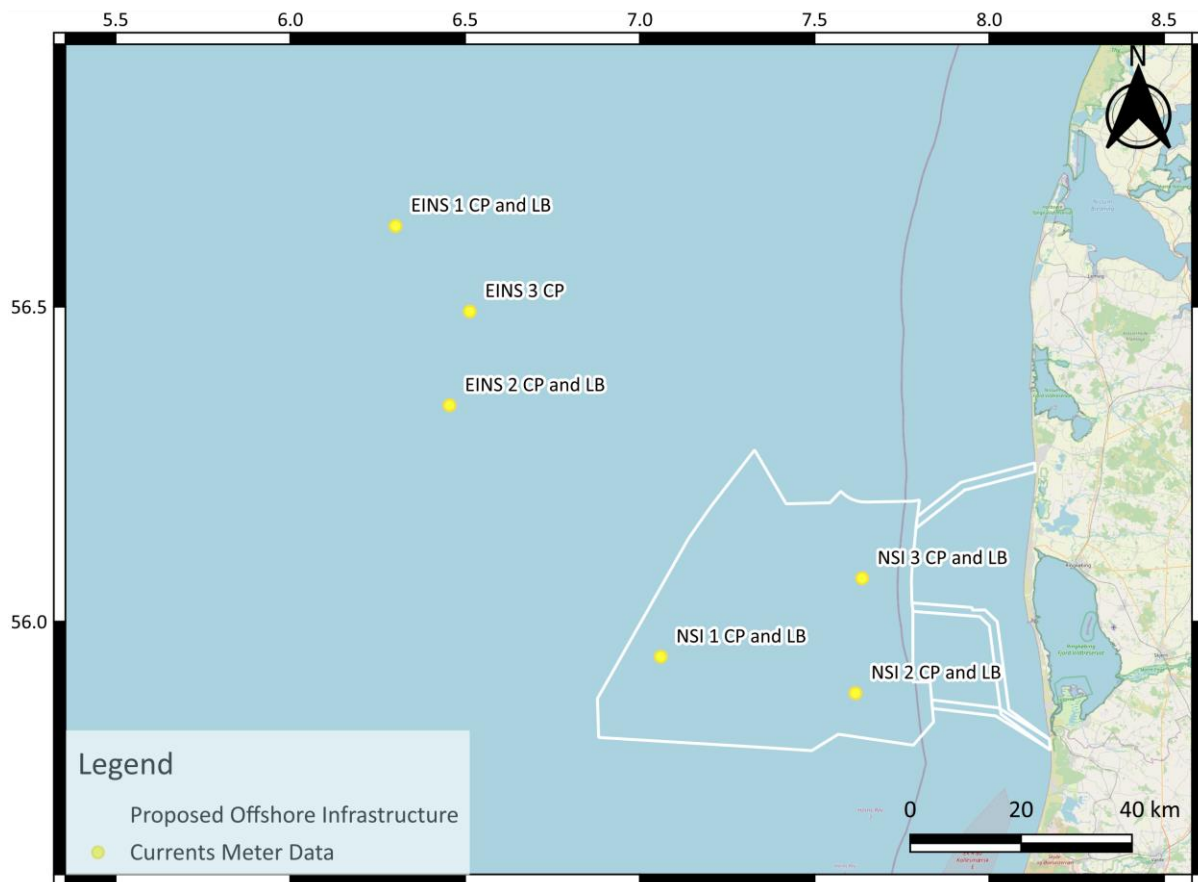 5.5 6.0 6.5 7.0 7.5 8.0 8.5
N
EINS 1 CP and LB
56.5
EINS 3 CP
EINS 2 CP and LB
NSI 3 CP and LB
56.0
NSI 1 CP and LB
NSI 2 CP and LB
Legend
Proposed Offshore Infrastructure
Currents Meter Data
0 20 40 km